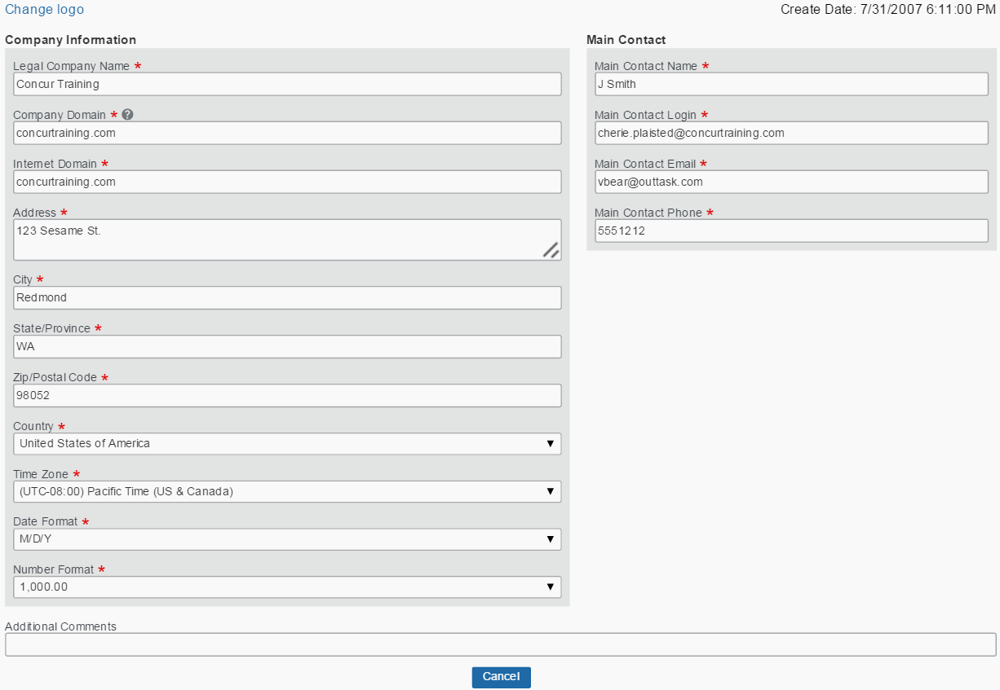 Change logo
Create Date: 7/31/2007 6:11:00 PM
Company Information
Legal Company Name *
Concur Training
Company Domain * ?
concurtraining.com
Internet Domain *
concurtraining.com
Address *
123 Sesame St.
City *
Redmond
State/Province *
WA
Zip/Postal Code *
98052
Country *
United States of America
Time Zone *
(UTC-08:00) Pacific Time (US & Canada)
Date Format *
M/D/Y
Number Format *
1,000.00
Main Contact
Main Contact Name *
J Smith
Main Contact Login *
cherie.plaisted@concurtraining.com
Main Contact Email *
vbear@outtask.com
Main Contact Phone *
5551212
Additional Comments
Cancel